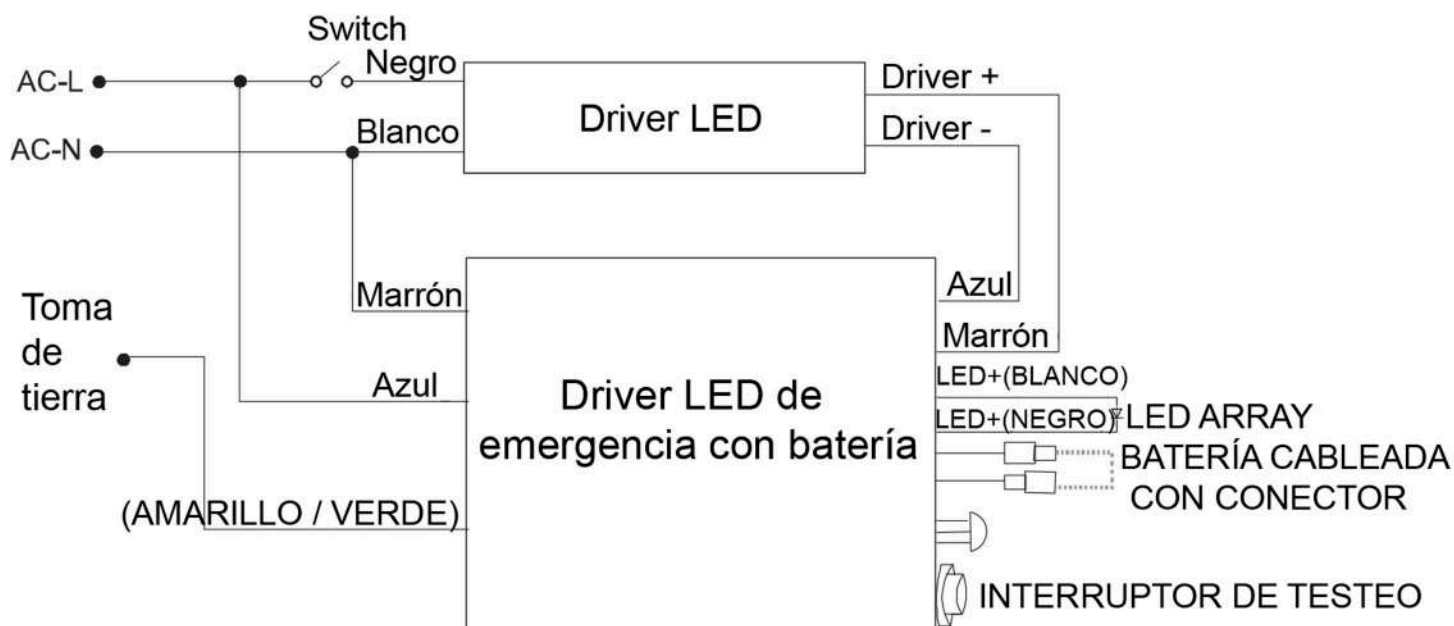 Switch
AC-L
Negro
Driver +
Driver LED
Blanco
Driver -
AC-N
Marrón
Azul
Toma
de
tierra
Marrón
LED+(BLANCO)
Azul
Driver LED de
emergencia con batería
LED+(NEGRO)
LED ARRAY
BATERÍA CABLEADA
CON CONECTOR
(AMARILLO / VERDE)
INTERRUPTOR DE TESTEO